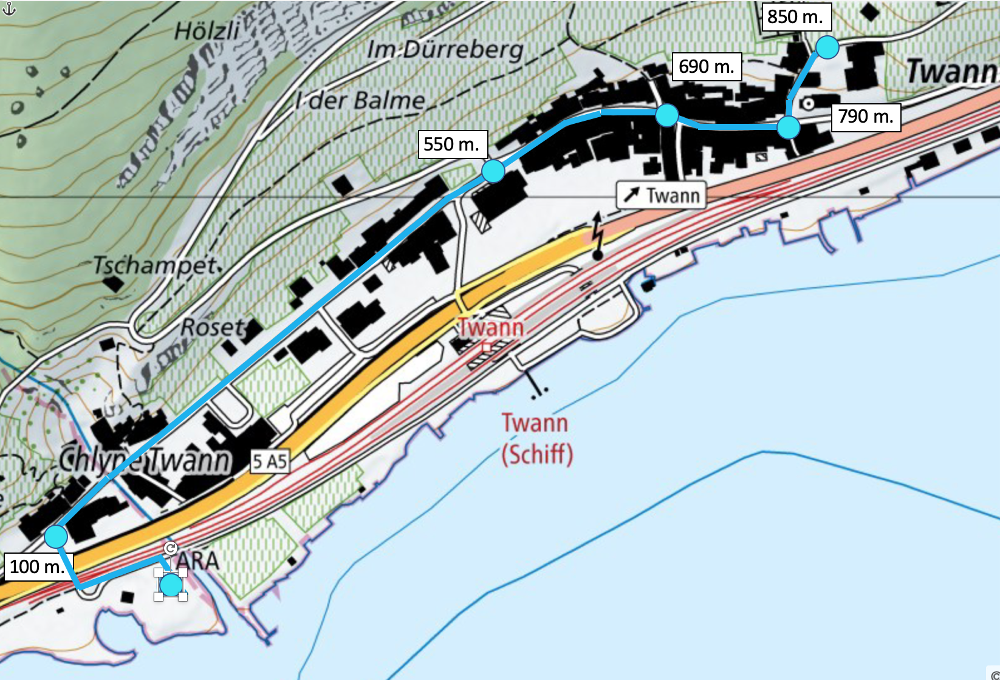 850 m.
Hölzli
Im Dürreberg
690 m.
Twann
I der Balme
790 m.
550 m.
Twann
Tschampet
Roset
Twann
Twann
(Schiff)
Chlyne Twann
5 A5
ARA
100 m.
©